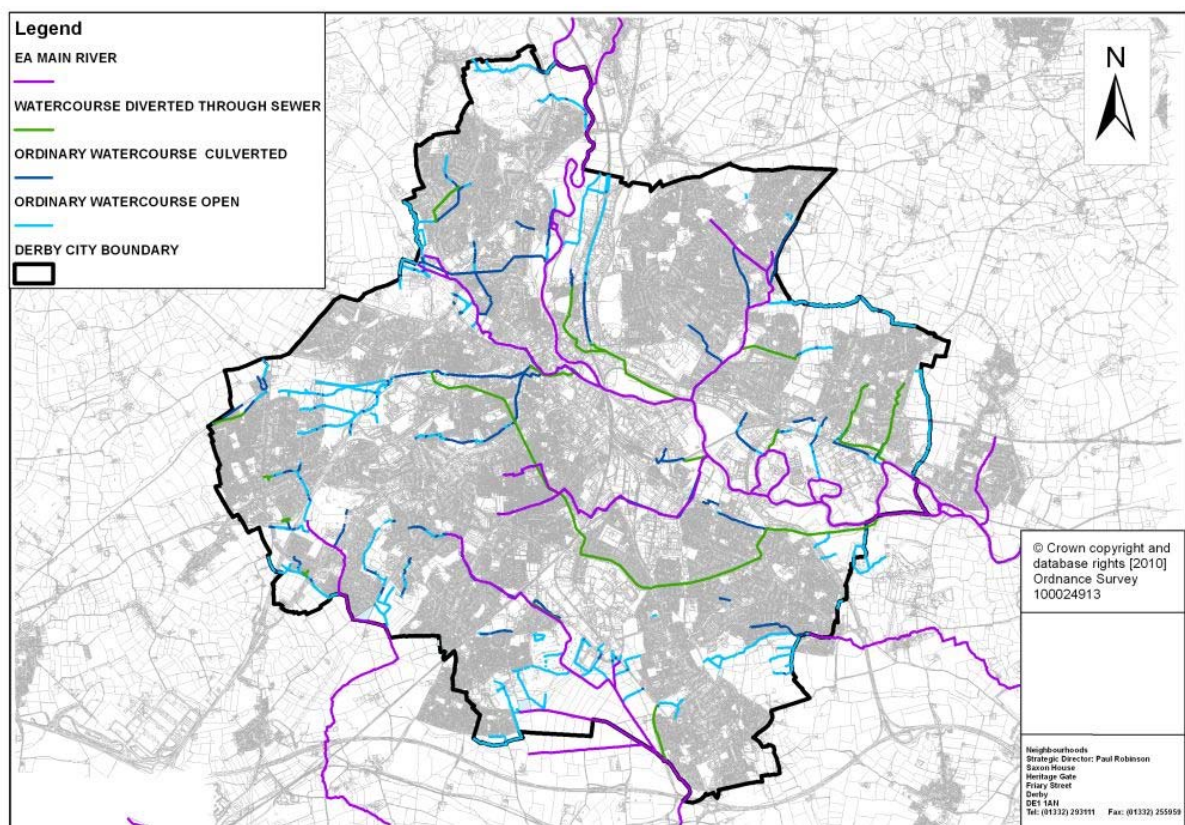 Legend
EA MAIN RIVER
WATERCOURSE DIVERTED THROUGH SEWER
ORDINARY WATERCOURSE CULVERTED
ORDINARY WATERCOURSE OPEN
DERBY CITY BOUNDARY
N
© Crown copyright and
database rights [2010]
Ordnance Survey
100024913
Neighbourhoods
Strategic Director: Paul Robinson
Saxon House
Heritage Gate
Friary Street
Derby
DE1 1AN
Tel: (01332) 293111 Fax: (01332) 255959